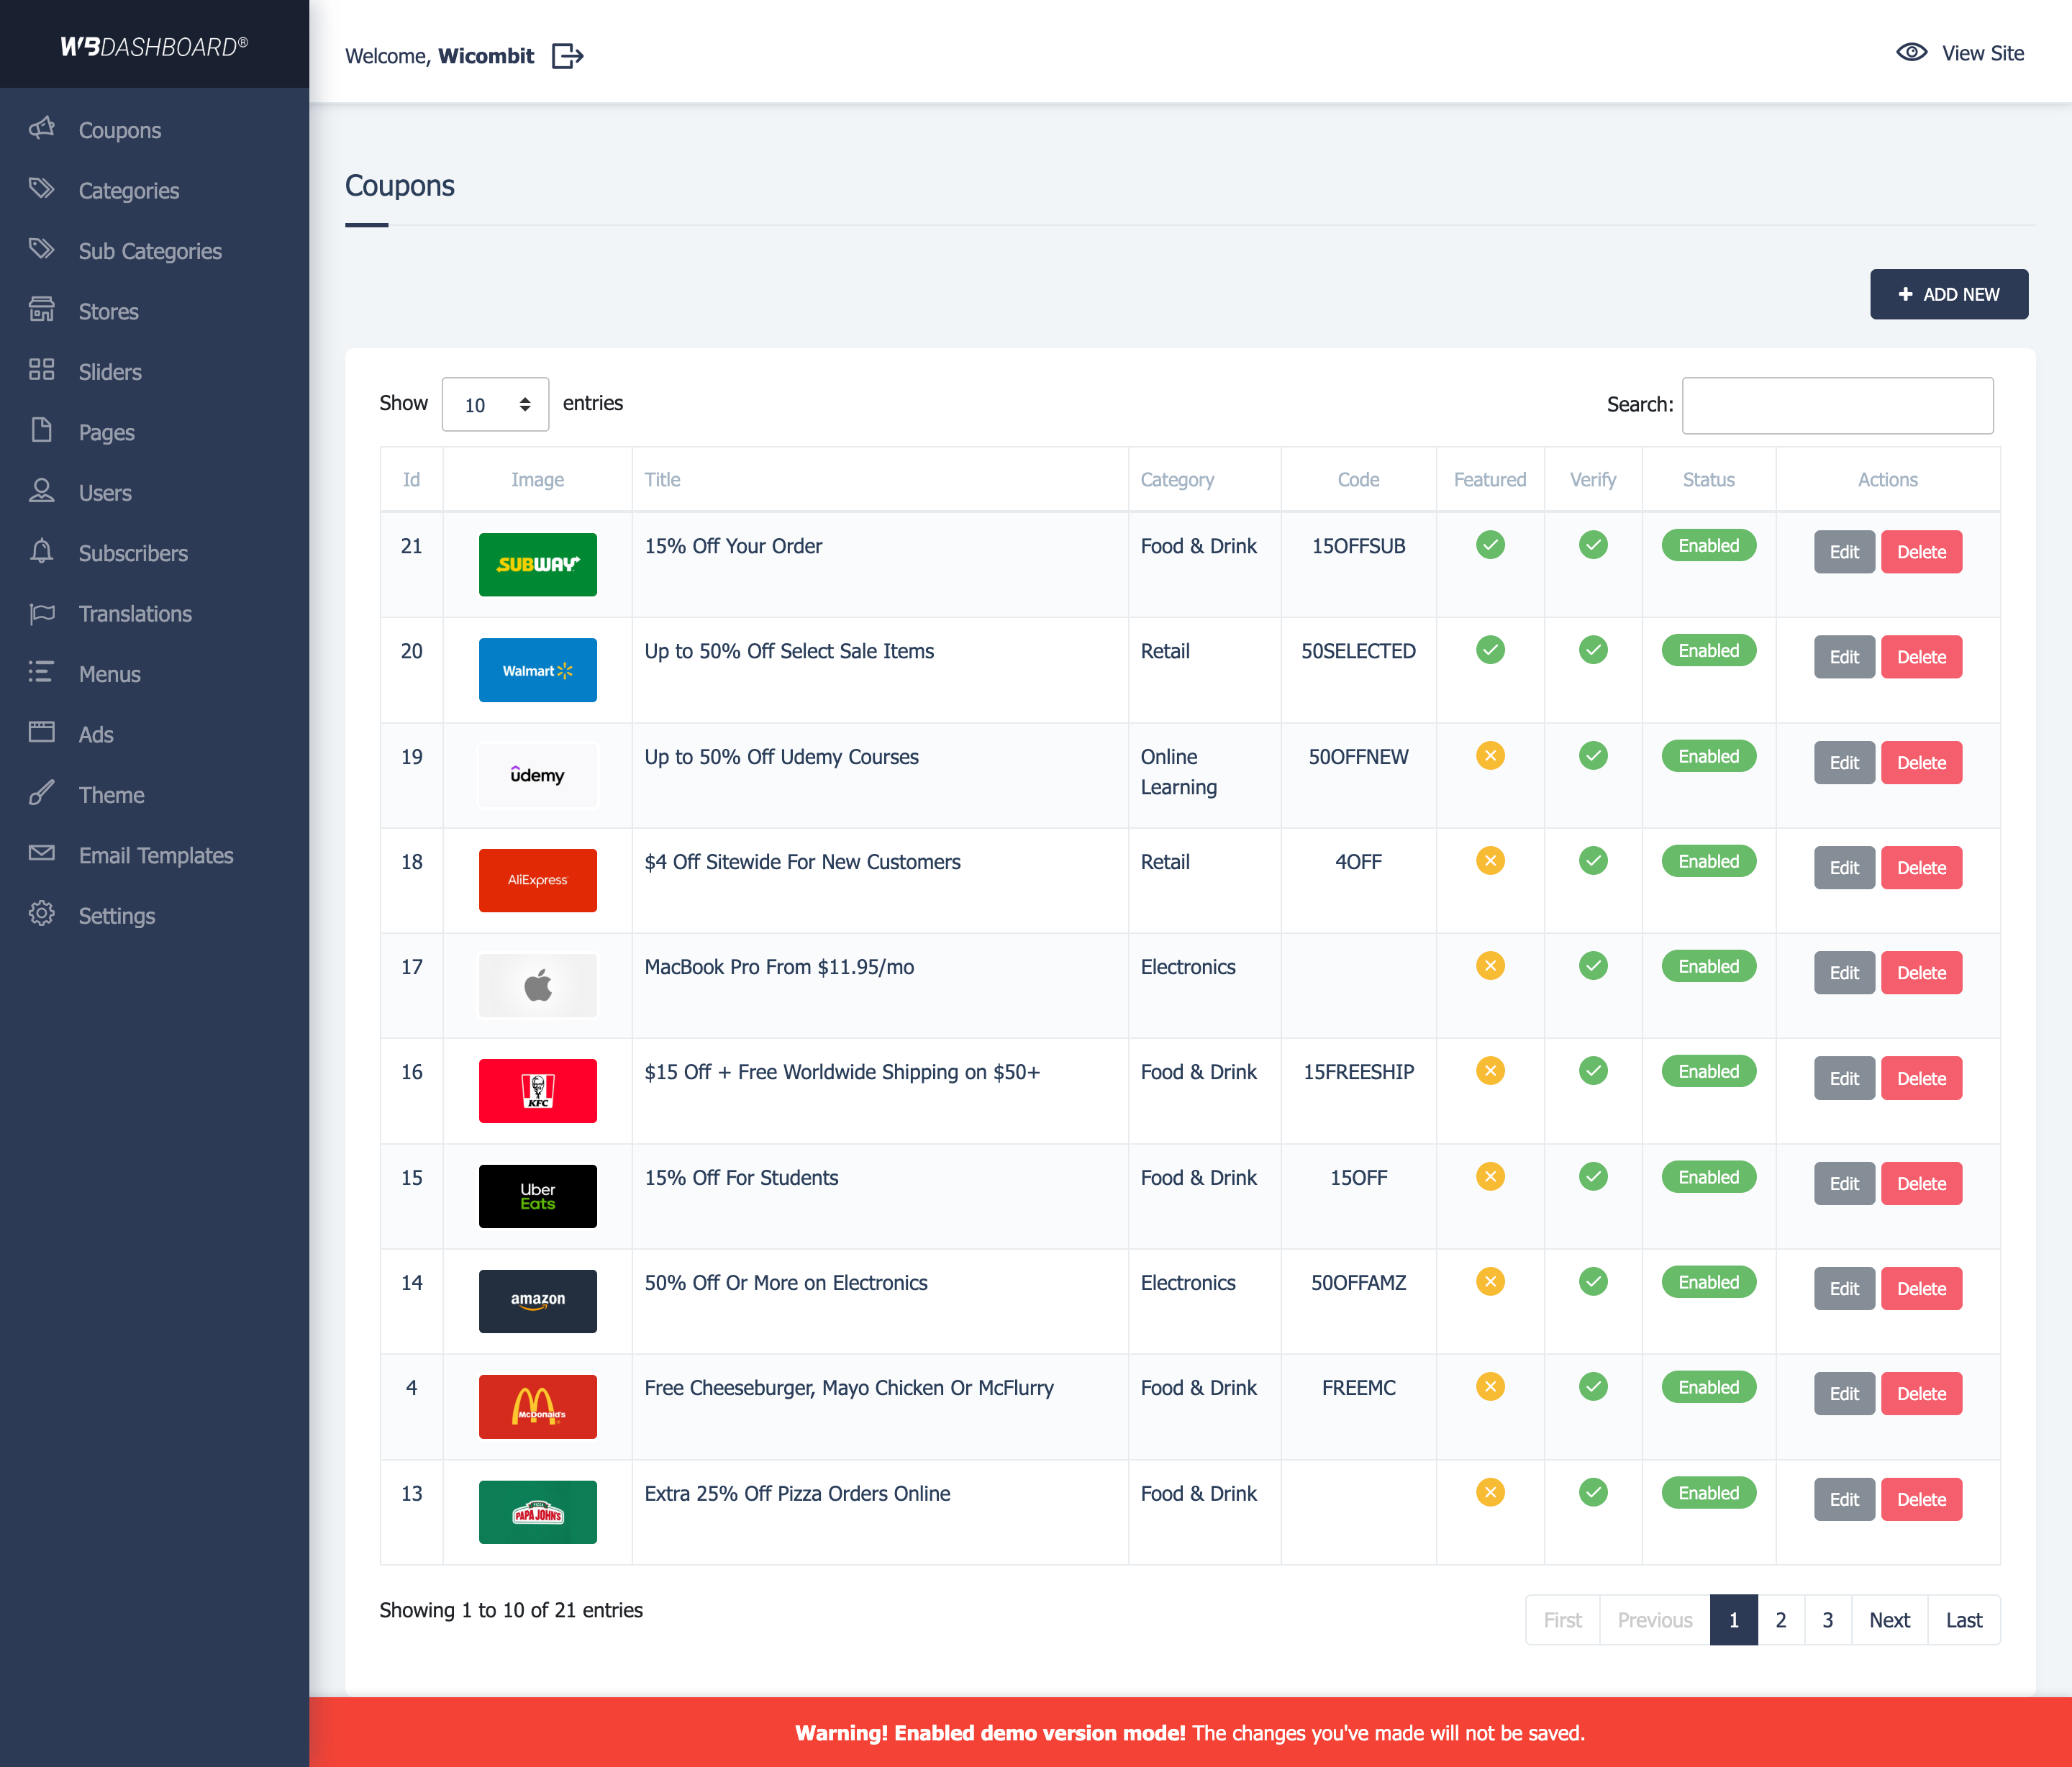 WBDASHBOARD®
Welcome, Wicombit
View Site
Coupons
Categories
Sub Categories
Stores
Sliders
Pages
Users
Subscribers
Translations
Menus
Ads
Theme
Email Templates
Settings
Coupons
ADD NEW
Show 10 entries
Search:
Id Image Title Category Code Featured Verify Status Actions
21 SUBWAY 15% Off Your Order Food & Drink 15OFFSUB Enabled Edit Delete
20 Walmart Up to 50% Off Select Sale Items Retail 50SELECTED Enabled Edit Delete
19 udemy Up to 50% Off Udemy Courses Online Learning 50OFFNEW Enabled Edit Delete
18 AliExpress $4 Off Sitewide For New Customers Retail 4OFF Enabled Edit Delete
17 MacBook Pro From $11.95/mo Electronics Enabled Edit Delete
16 KFC $15 Off + Free Worldwide Shipping on $50+ Food & Drink 15FREESHIP Enabled Edit Delete
15 Uber Eats 15% Off For Students Food & Drink 15OFF Enabled Edit Delete
14 amazon 50% Off Or More on Electronics Electronics 50OFFAMZ Enabled Edit Delete
4 McDonald's Free Cheeseburger, Mayo Chicken Or McFlurry Food & Drink FREEMC Enabled Edit Delete
13 PIZZA PAPA JOHN'S Extra 25% Off Pizza Orders Online Food & Drink Enabled Edit Delete
Showing 1 to 10 of 21 entries
First Previous 1 2 3 Next Last
Warning! Enabled demo version mode! The changes you've made will not be saved.